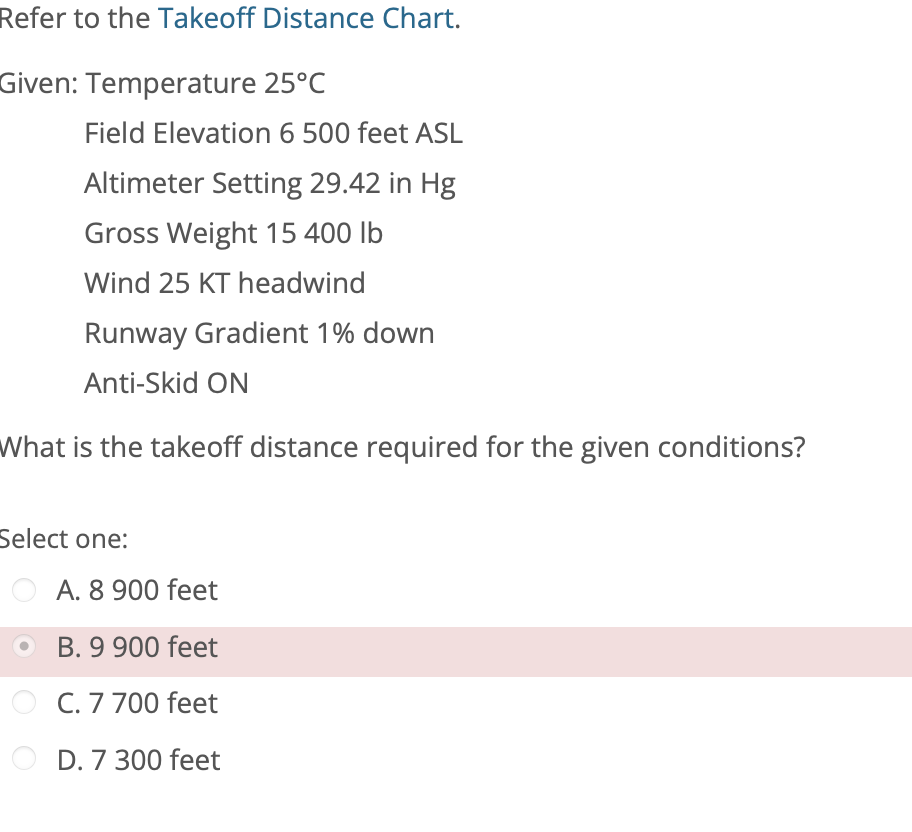 Refer to the Takeoff Distance Chart.
Given: Temperature 25°C
Field Elevation 6 500 feet ASL
Altimeter Setting 29.42 in Hg
Gross Weight 15 400 lb
Wind 25 KT headwind
Runway Gradient 1% down
Anti-Skid ON
What is the takeoff distance required for the given conditions?
Select one:
A. 8 900 feet
B. 9 900 feet
C. 7 700 feet
D. 7 300 feet